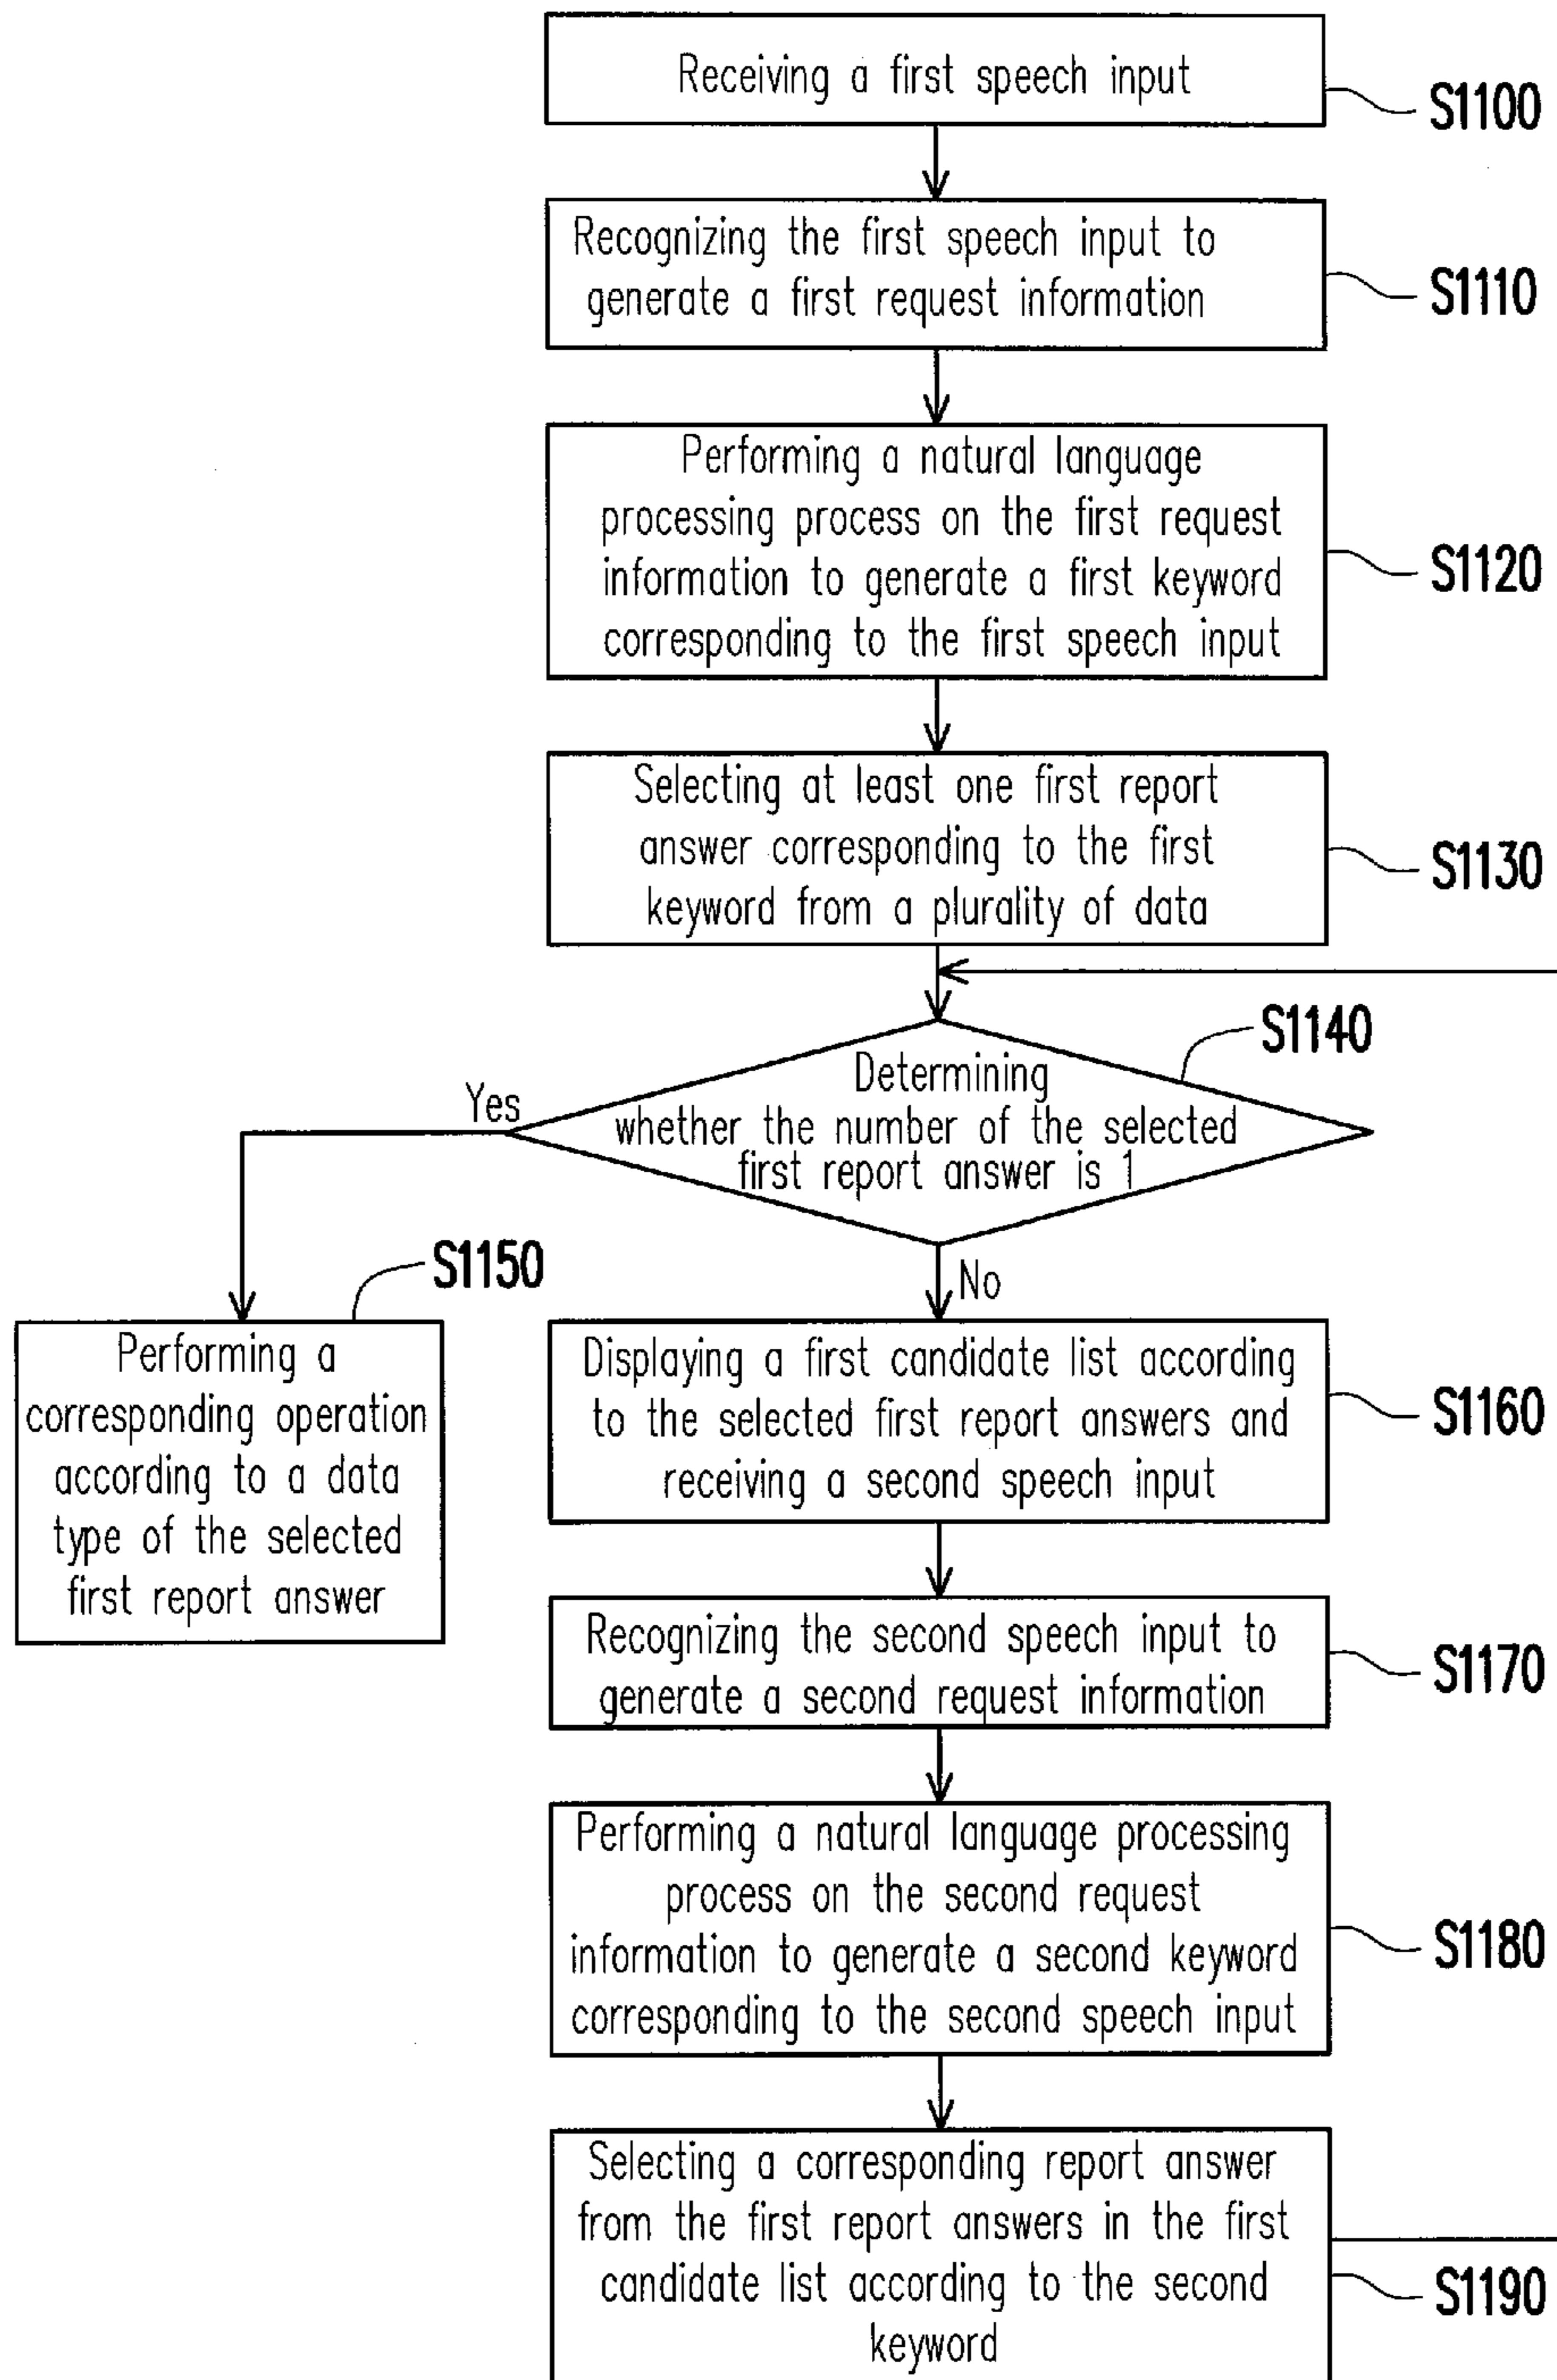 Receiving a first speech input
S1100
Recognizing the first speech input to
generate a first request information
S1110
Performing a natural language
processing process on the first request
information to generate a first keyword
corresponding to the first speech input
S1120
Selecting at least one first report
answer corresponding to the first
keyword from a plurality of data
S1130
S1140
Determining
whether the number of the selected
first report answer is 1
Yes
No
S1150
Performing a
corresponding operation
according to a data
type of the selected
first report answer
Displaying a first candidate list according
to the selected first report answers and
receiving a second speech input
S1160
Recognizing the second speech input to
generate a second request information
S1170
Performing a natural language processing
process on the second request
information to generate a second keyword
corresponding to the second speech input
S1180
Selecting a corresponding report answer
from the first report answers in the first
candidate list according to the second
keyword
S1190